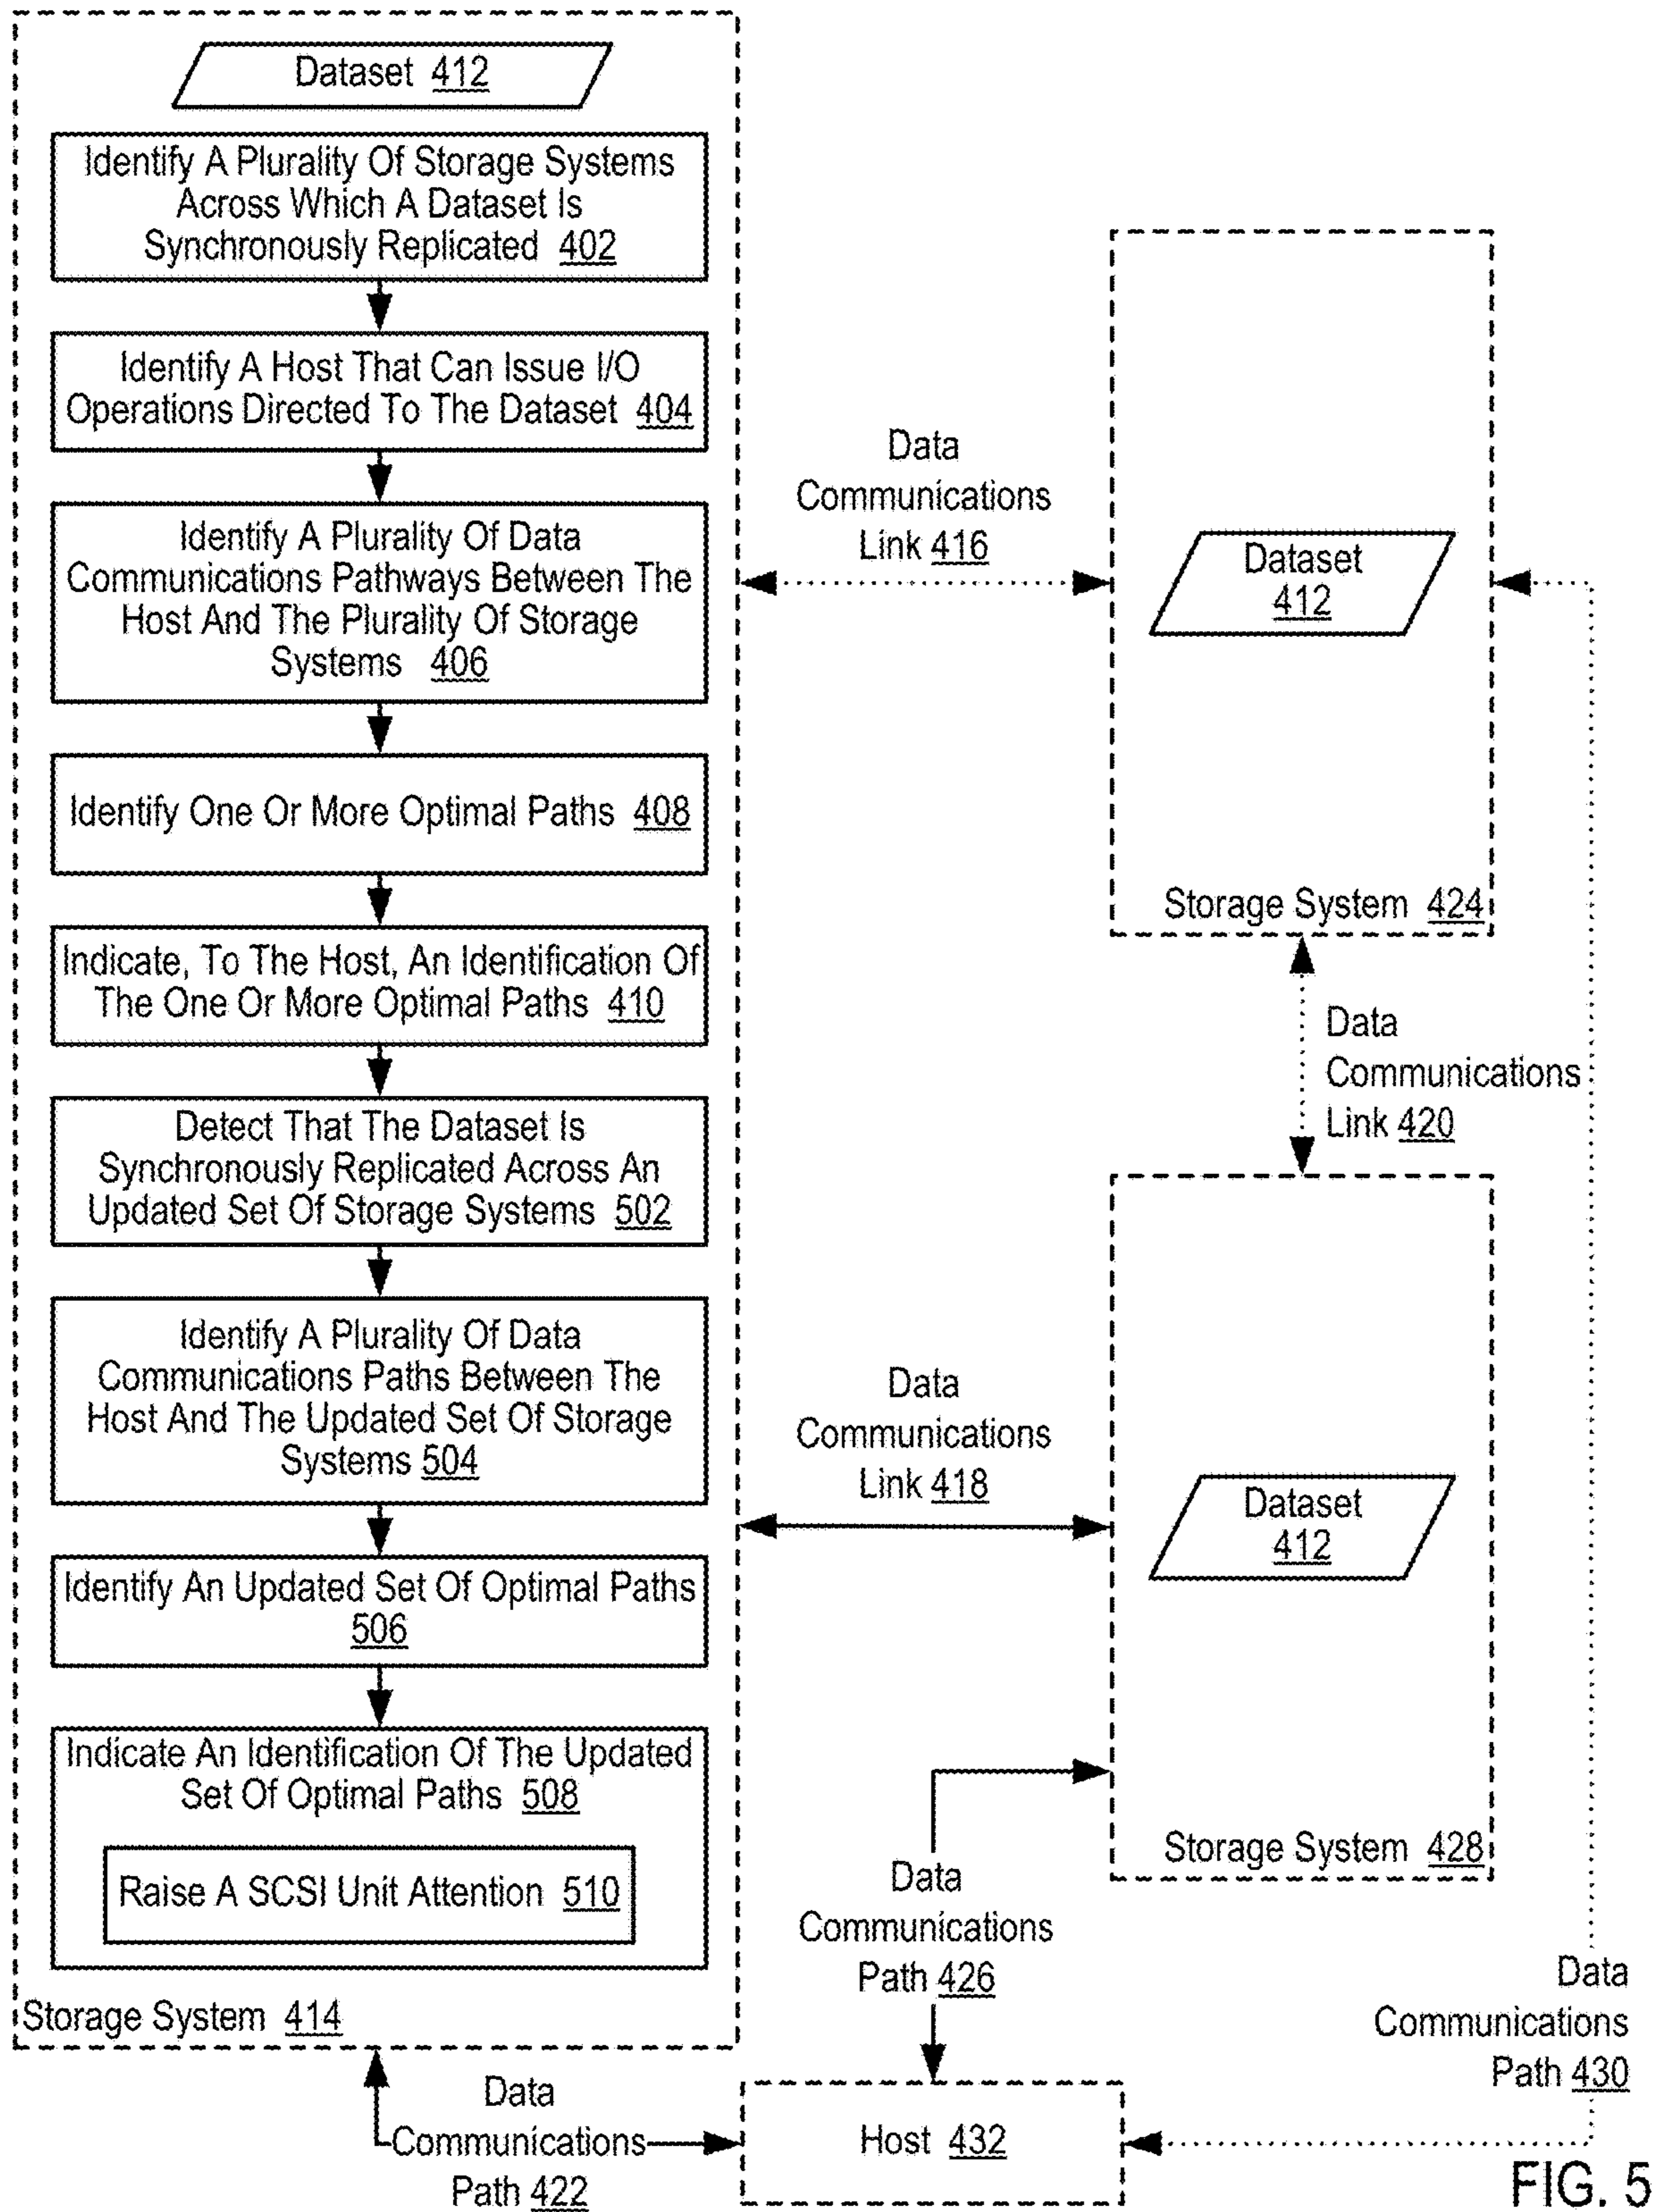 Dataset 412
Identify A Plurality Of Storage Systems
Across Which A Dataset Is
Synchronously Replicated 402
Identify A Host That Can Issue I/O
Operations Directed To The Dataset 404
Identify A Plurality Of Data
Communications Pathways Between The
Host And The Plurality Of Storage
Systems 406
Identify One Or More Optimal Paths 408
Indicate, To The Host, An Identification Of
The One Or More Optimal Paths 410
Detect That The Dataset Is
Synchronously Replicated Across An
Updated Set Of Storage Systems 502
Identify A Plurality Of Data
Communications Paths Between The
Host And The Updated Set Of Storage
Systems 504
Identify An Updated Set Of Optimal Paths
506
Indicate An Identification Of The Updated
Set Of Optimal Paths 508
Raise A SCSI Unit Attention 510
Storage System 414
Data
Communications
Link 416
Dataset
412
Storage System 424
Data
Communications
Link 420
Data
Communications
Link 418
Dataset
412
Storage System 428
Data
Communications
Path 426
Data
Communications
Path 430
Data
Communications
Path 422
Host 432
FIG. 5